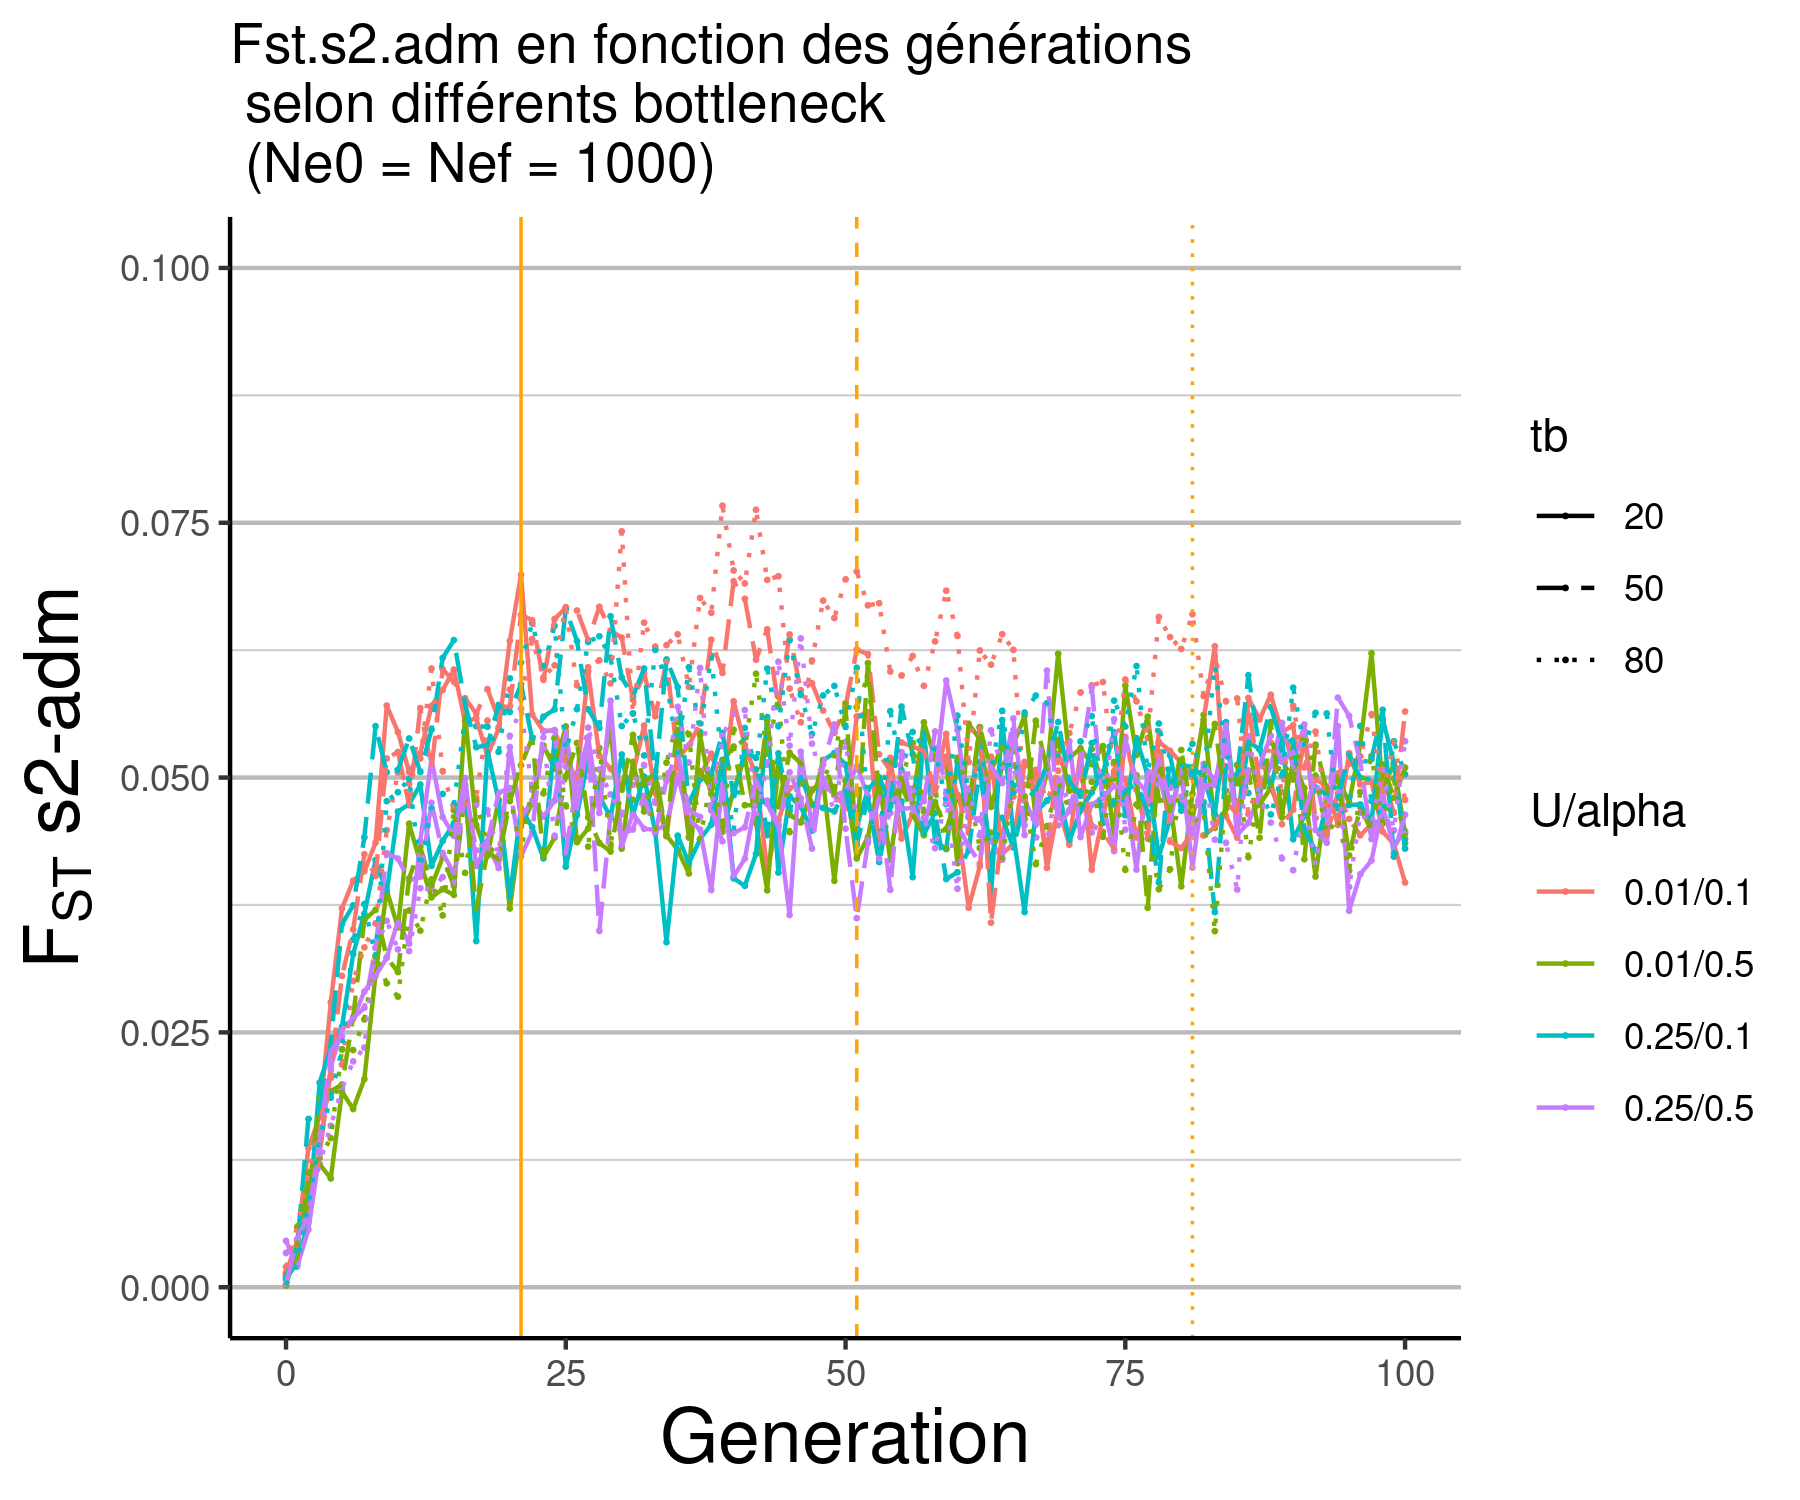 Fst.s2.adm en fonction des générations
selon différents bottleneck
(Ne0 = Nef = 1000)
FST s2-adm
0.100
0.075
0.050
0.025
0.000
0
25
50
75
100
Generation
tb
20
50
80
U/alpha
0.01/0.1
0.01/0.5
0.25/0.1
0.25/0.5